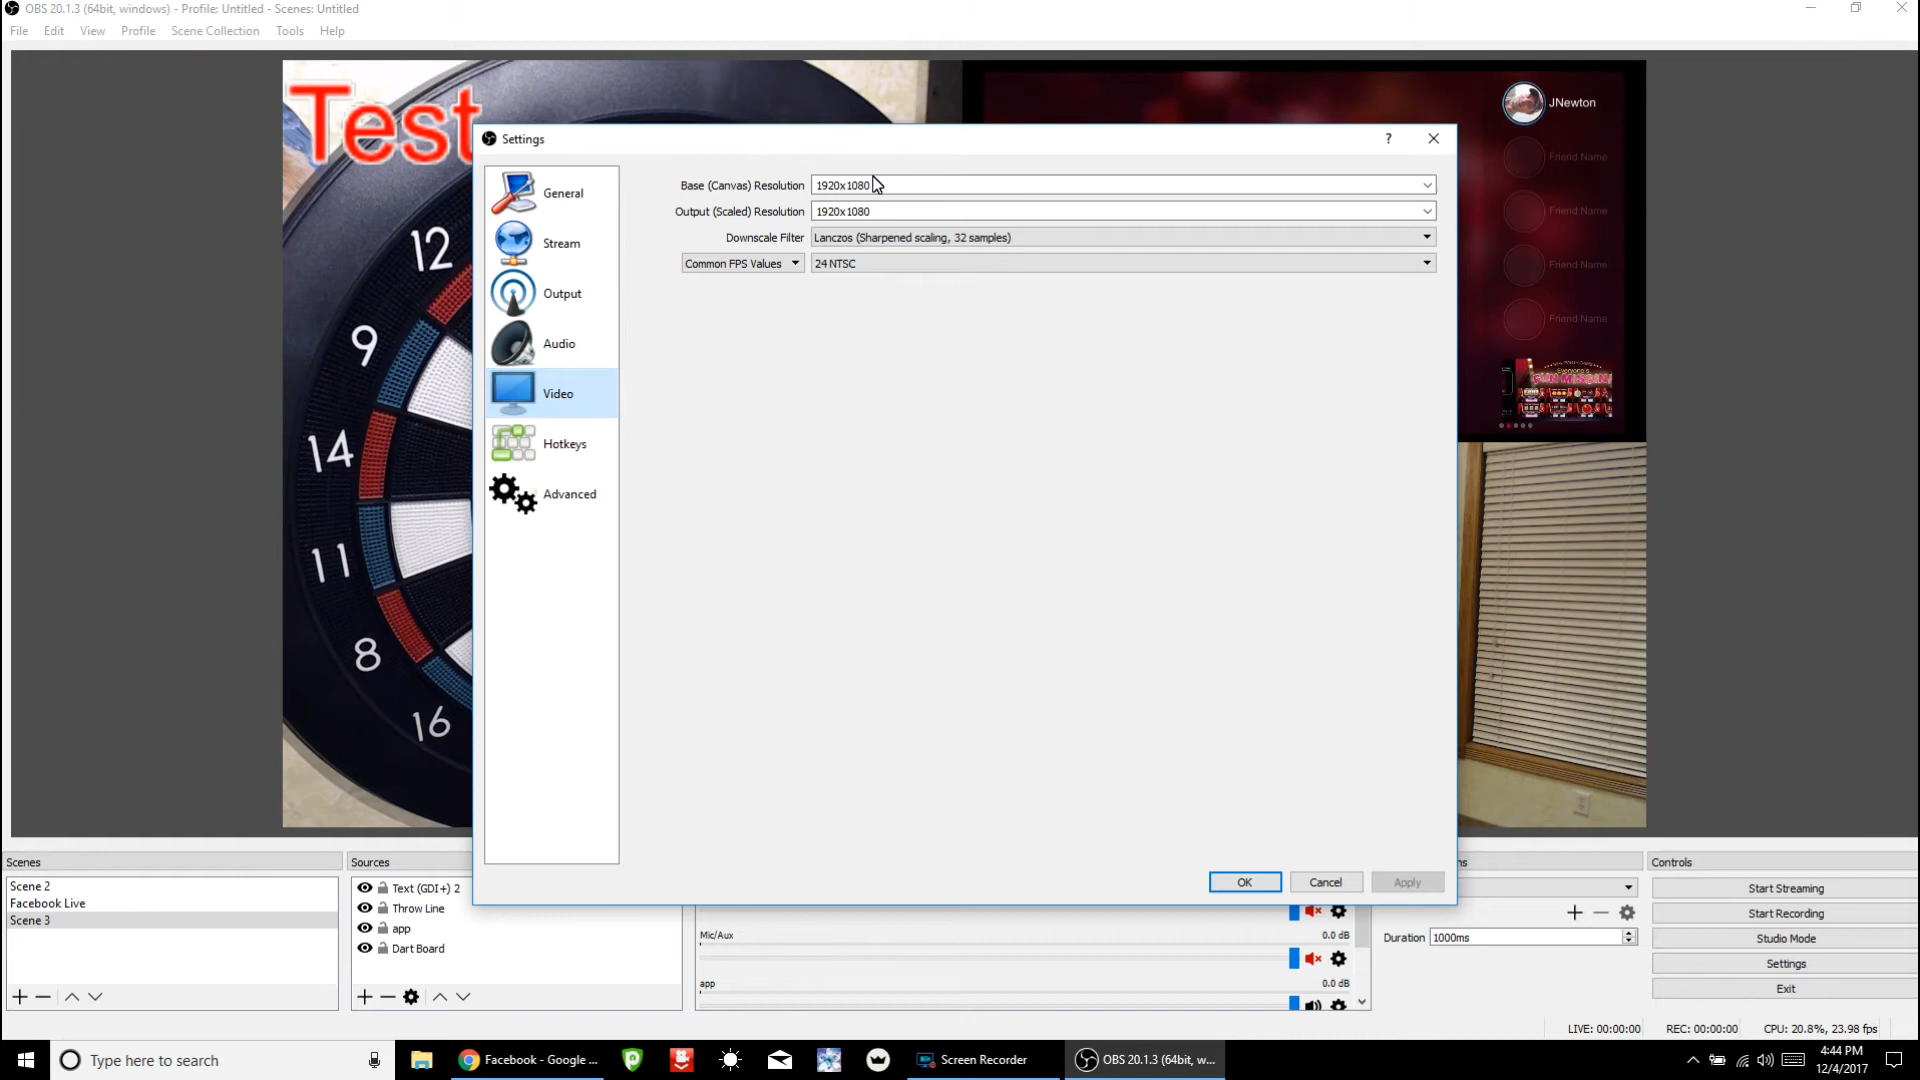 OBS 20.1.3 (64bit, windows) - Profile: Untitled - Scenes: Untitled
File Edit View Profile Scene Collection Tools Help
Test
JNewton
Friend Name
Friend Name
Friend Name
Friend Name
12
9
14
11
8
16
Settings
?
General
Stream
Output
Audio
Video
Hotkeys
Advanced
Base (Canvas) Resolution 1920x1080
Output (Scaled) Resolution 1920x1080
Downscale Filter Lanczos (Sharpened scaling, 32 samples)
Common FPS Values 24 NTSC
OK Cancel Apply
Scenes
Scene 2
Facebook Live
Scene 3
Sources
Text (GDI+) 2
Throw Line
app
Dart Board
Mic/Aux 0.0 dB
app 0.0 dB
ns
Duration 1000ms
Controls
Start Streaming
Start Recording
Studio Mode
Settings
Exit
LIVE: 00:00:00 REC: 00:00:00 CPU: 20.8%, 23.98 fps
Type here to search
Facebook - Google ...
Screen Recorder
OBS 20.1.3 (64bit, w...
4:44 PM
12/4/2017